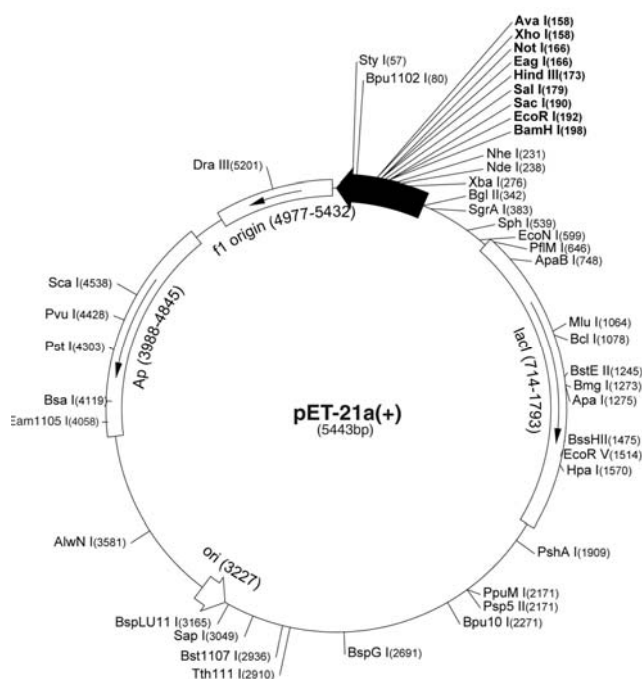 Ava I(158)
Xho I(158)
Not I(166)
Eag I(166)
Hind III(173)
Sal I(179)
Sac I(190)
EcoR I(192)
BamH I(198)
Sty I(57)
Bpu1102 I(80)
Nhe I(231)
Nde I(238)
Xba I(276)
Bgl II(342)
SgrA I(383)
Sph I(539)
EcoN I(599)
PflM I(646)
ApaB I(748)
Dra III(5201)
f1 origin (4977-5432)
Sca I(4538)
Pvu I(4428)
Pst I(4303)
Bsa I(4119)
Eam1105 I(4058)
Ap (3988-4845)
lacI (714-1793)
Mlu I(1064)
Bcl I(1078)
BstE II(1245)
Bmg I(1273)
Apa I(1275)
BssHII(1475)
EcoR V(1514)
Hpa I(1570)
pET-21a(+)
(5443bp)
AlwN I(3581)
ori (3227)
PshA I(1909)
PpuM I(2171)
Psp5 II(2171)
Bpu10 I(2271)
BspLU11 I(3165)
Sap I(3049)
Bst1107 I(2936)
Tth111 I(2910)
BspG I(2691)